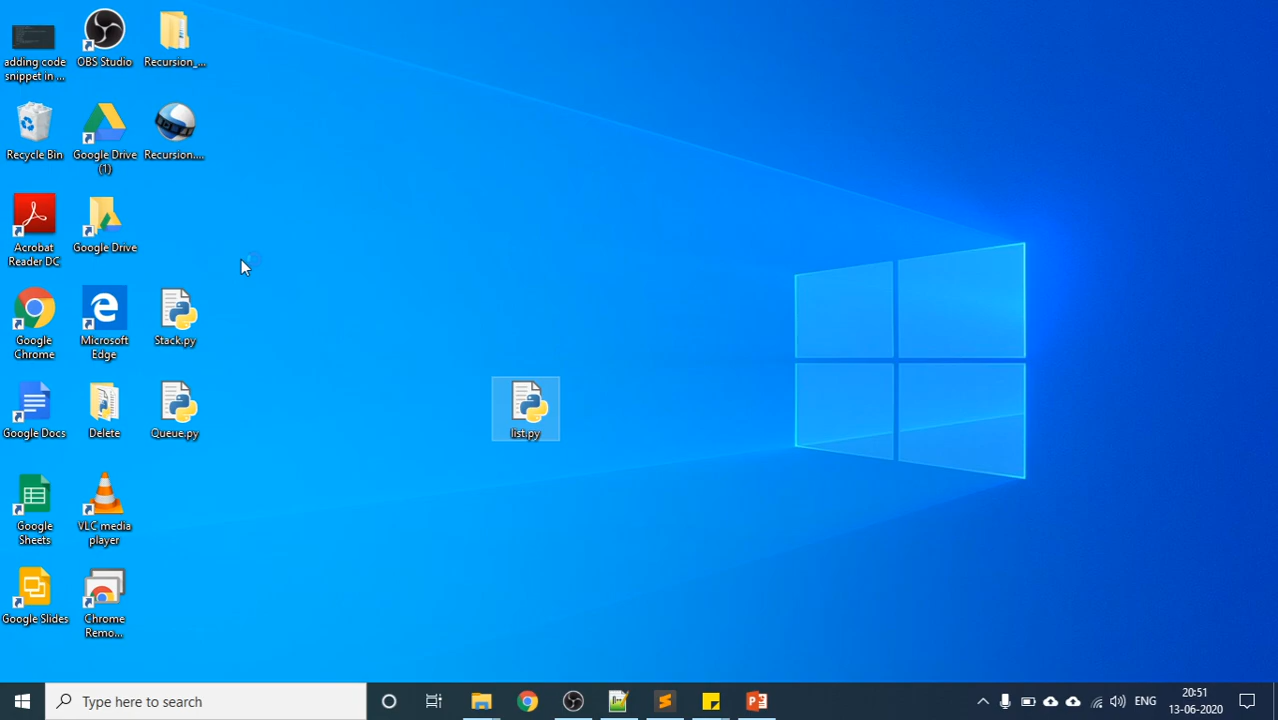 adding code
snippet in ...
OBS Studio
Recursion_...
Recycle Bin
Google Drive
(1)
Recursion....
Acrobat
Reader DC
Google Drive
Google
Chrome
Microsoft
Edge
Stack.py
Google Docs
Delete
Queue.py
list.py
Google
Sheets
VLC media
player
Google Slides
Chrome
Remo...
Type here to search
ENG
20:51
13-06-2020